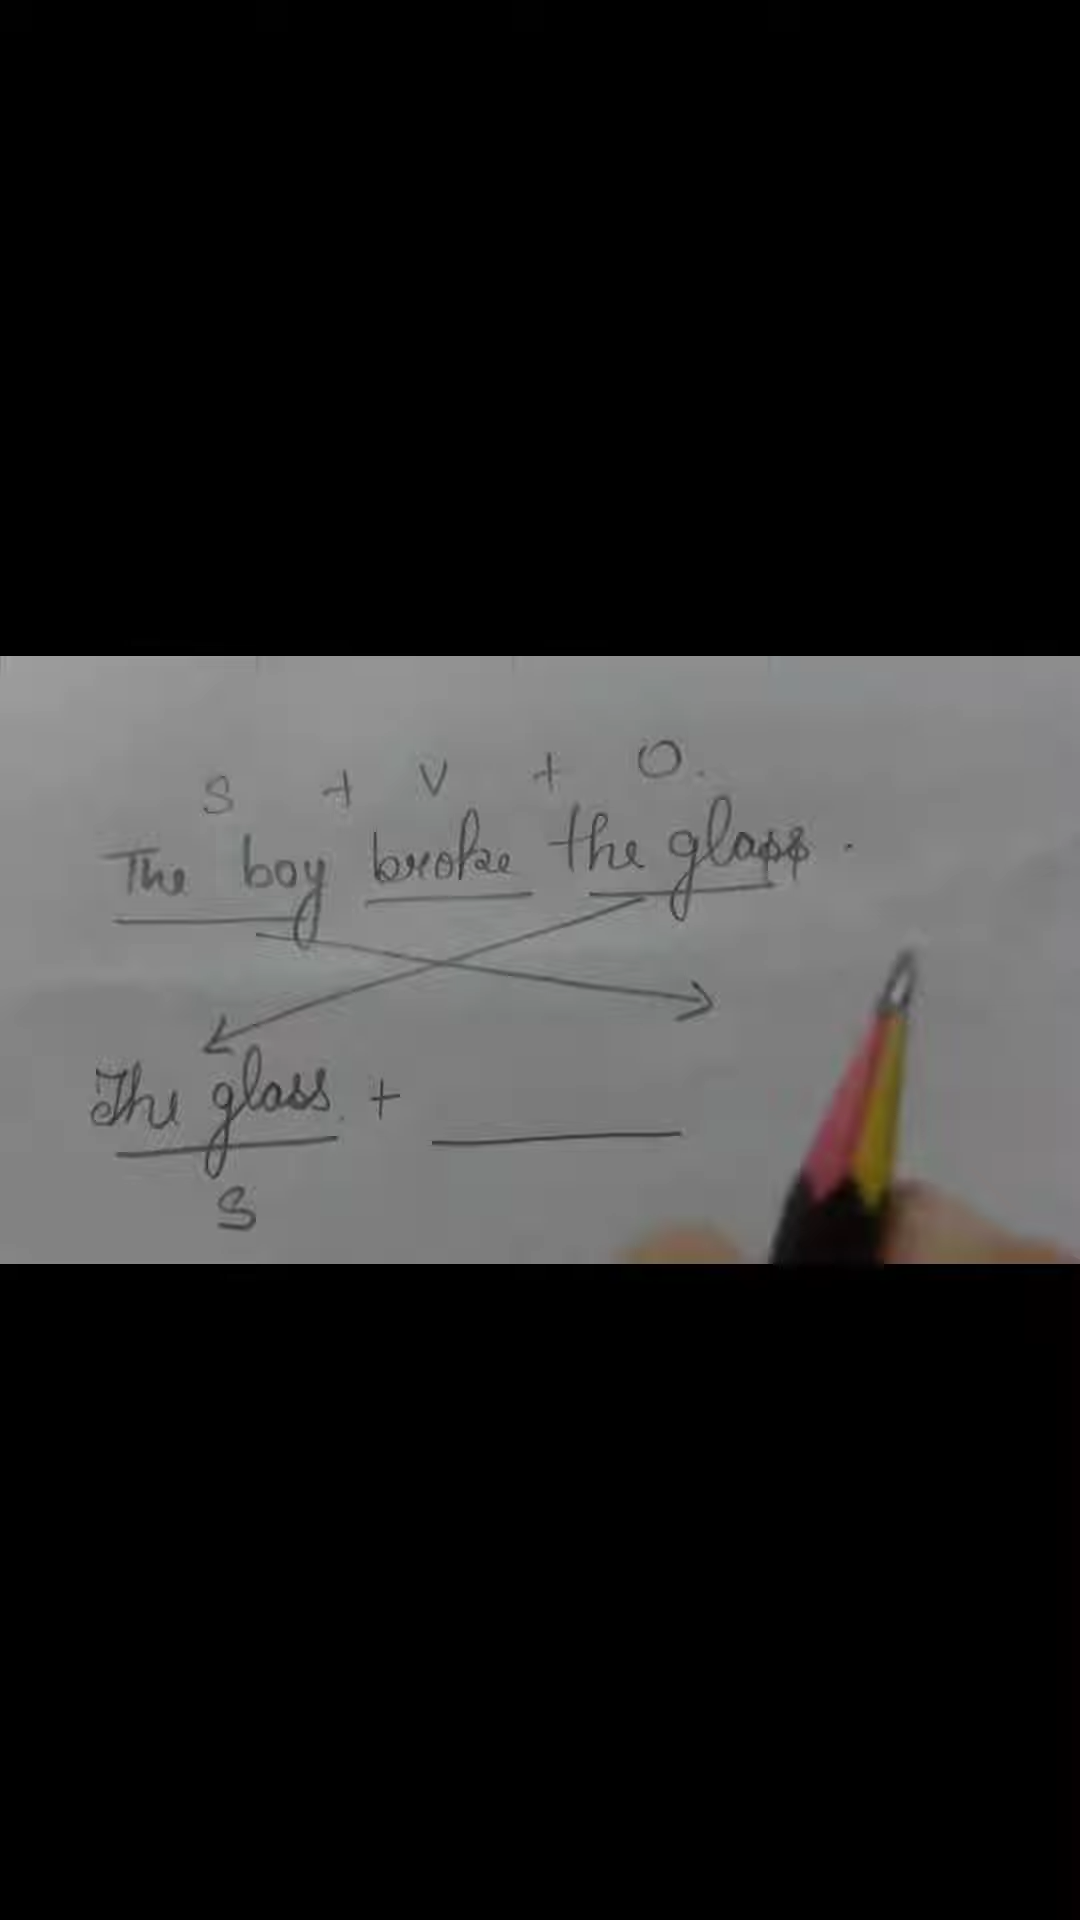 S + V + O.
The boy broke the glass.
The glass. +
S